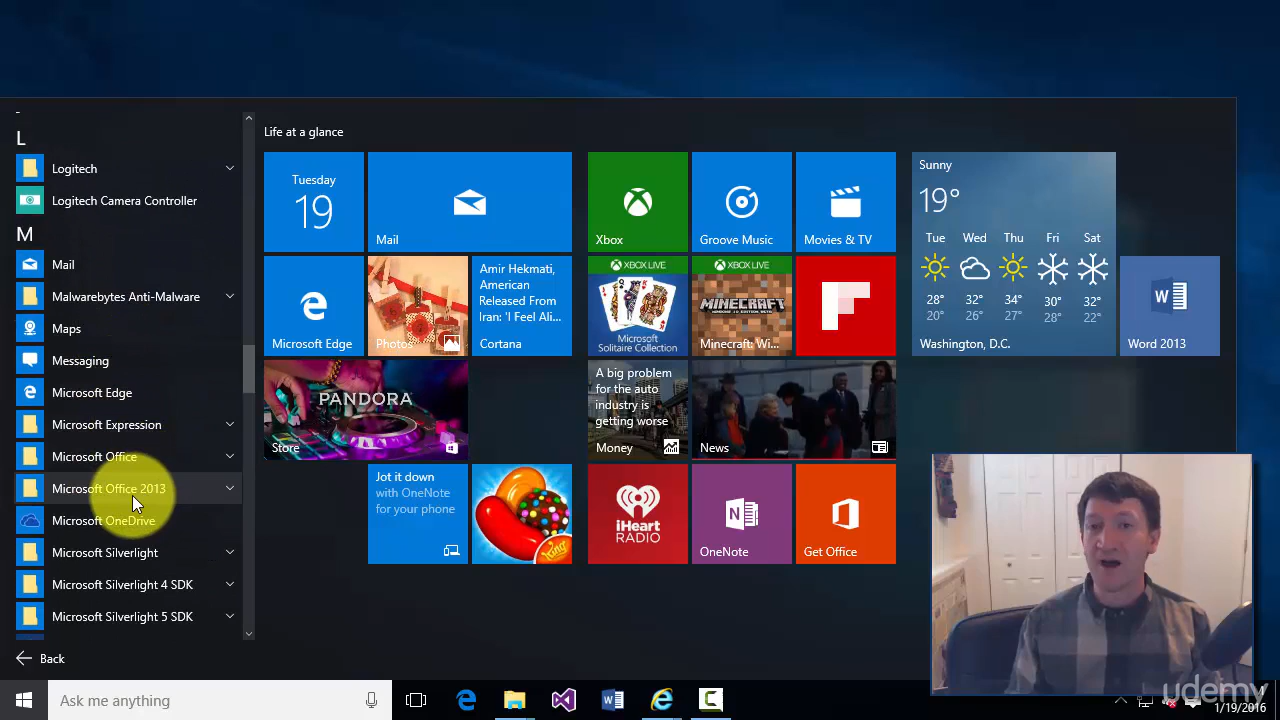 L
Logitech
Logitech Camera Controller
M
Mail
Malwarebytes Anti-Malware
Maps
Messaging
Microsoft Edge
Microsoft Expression
Microsoft Office
Microsoft Office 2013
Microsoft OneDrive
Microsoft Silverlight
Microsoft Silverlight 4 SDK
Microsoft Silverlight 5 SDK
Back
Life at a glance
Tuesday
19
Mail
Microsoft Edge
Photos
Amir Hekmati,
American
Released From
Iran: 'I Feel Ali...
Cortana
PANDORA
Store
Jot it down
with OneNote
for your phone
King
Xbox
Groove Music
Movies & TV
XBOX LIVE
Microsoft
Solitaire Collection
XBOX LIVE
MINECRAFT
Minecraft: Wi...
A big problem
for the auto
industry is
getting worse
Money
News
iHeart
RADIO
OneNote
Get Office
Sunny
19°
Tue Wed Thu Fri Sat
28° 32° 34° 30° 32°
20° 26° 27° 28° 22°
Washington, D.C.
Word 2013
Ask me anything
udemy
1/19/2016